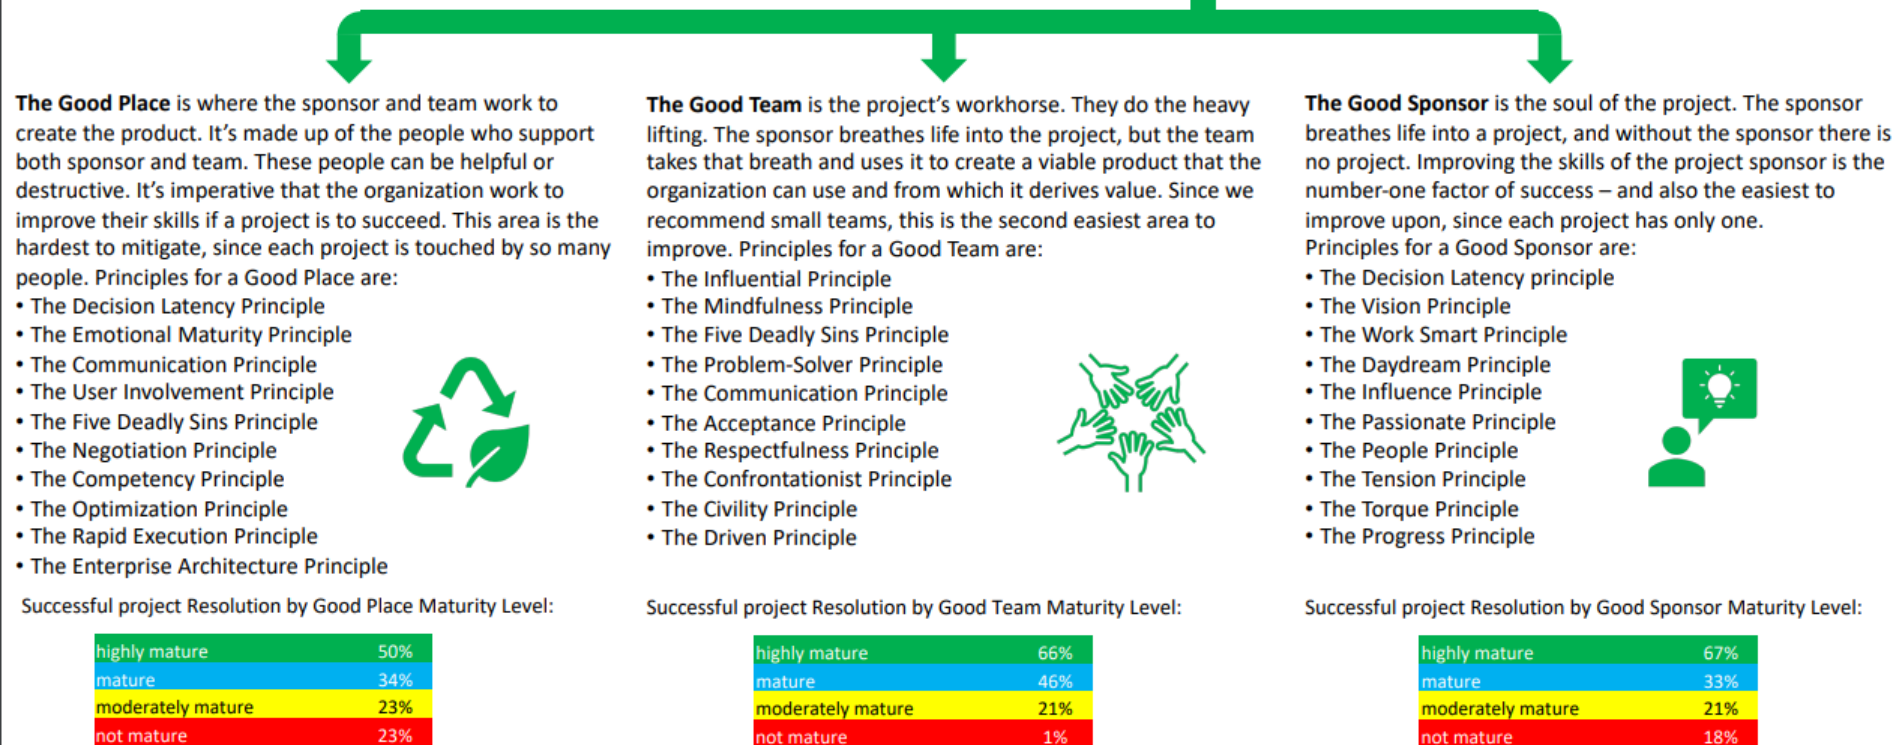 The Good Place is where the sponsor and team work to
create the product. It's made up of the people who support
both sponsor and team. These people can be helpful or
destructive. It's imperative that the organization work to
improve their skills if a project is to succeed. This area is the
hardest to mitigate, since each project is touched by so many
people. Principles for a Good Place are:
• The Decision Latency Principle
• The Emotional Maturity Principle
• The Communication Principle
• The User Involvement Principle
• The Five Deadly Sins Principle
• The Negotiation Principle
• The Competency Principle
• The Optimization Principle
• The Rapid Execution Principle
• The Enterprise Architecture Principle
Successful project Resolution by Good Place Maturity Level:
highly mature 50%
mature 34%
moderately mature 23%
not mature 23%
The Good Team is the project's workhorse. They do the heavy
lifting. The sponsor breathes life into the project, but the team
takes that breath and uses it to create a viable product that the
organization can use and from which it derives value. Since we
recommend small teams, this is the second easiest area to
improve. Principles for a Good Team are:
• The Influential Principle
• The Mindfulness Principle
• The Five Deadly Sins Principle
• The Problem-Solver Principle
• The Communication Principle
• The Acceptance Principle
• The Respectfulness Principle
• The Confrontationist Principle
• The Civility Principle
• The Driven Principle
Successful project Resolution by Good Team Maturity Level:
highly mature 66%
mature 46%
moderately mature 21%
not mature 1%
The Good Sponsor is the soul of the project. The sponsor
breathes life into a project, and without the sponsor there is
no project. Improving the skills of the project sponsor is the
number-one factor of success – and also the easiest to
improve upon, since each project has only one.
Principles for a Good Sponsor are:
• The Decision Latency principle
• The Vision Principle
• The Work Smart Principle
• The Daydream Principle
• The Influence Principle
• The Passionate Principle
• The People Principle
• The Tension Principle
• The Torque Principle
• The Progress Principle
Successful project Resolution by Good Sponsor Maturity Level:
highly mature 67%
mature 33%
moderately mature 21%
not mature 18%